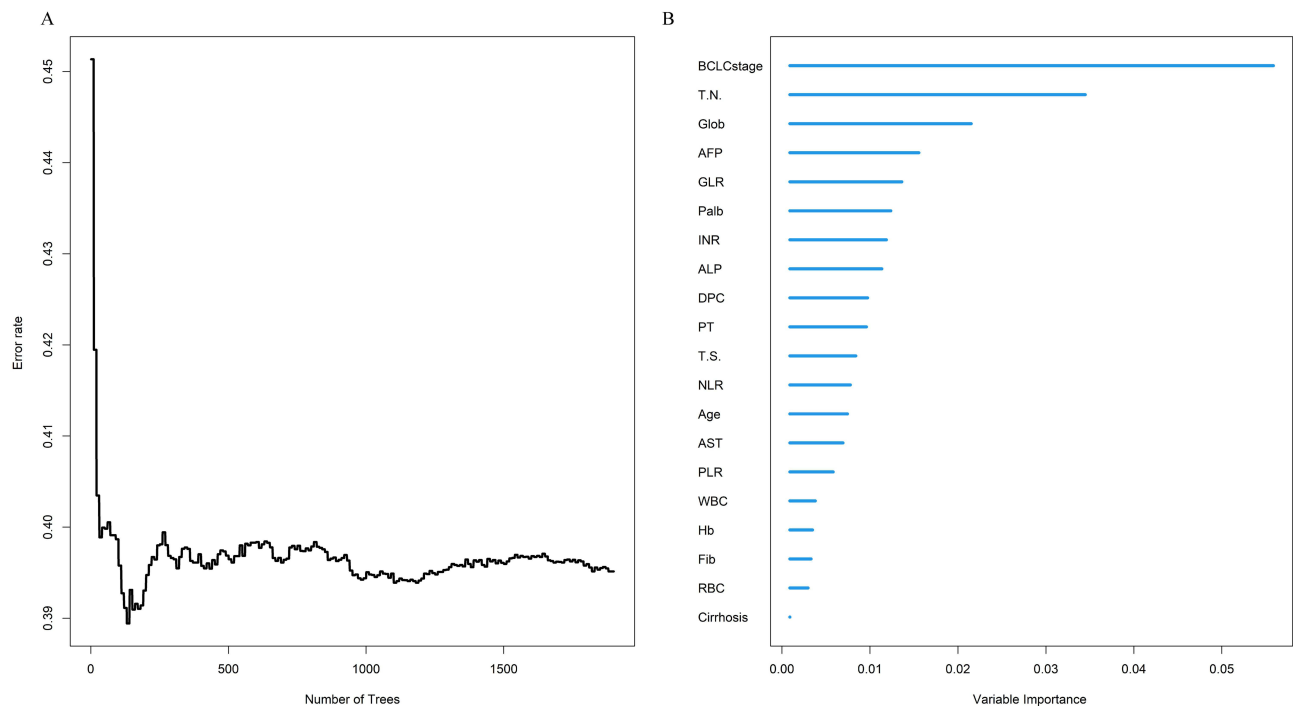 A
0.45
0.44
0.43
0.42
0.41
0.40
0.39
Error rate
0
500
1000
1500
Number of Trees
B
BCLCstage
T.N.
Glob
AFP
GLR
Palb
INR
ALP
DPC
PT
T.S.
NLR
Age
AST
PLR
WBC
Hb
Fib
RBC
Cirrhosis
0.00
0.01
0.02
0.03
0.04
0.05
Variable Importance